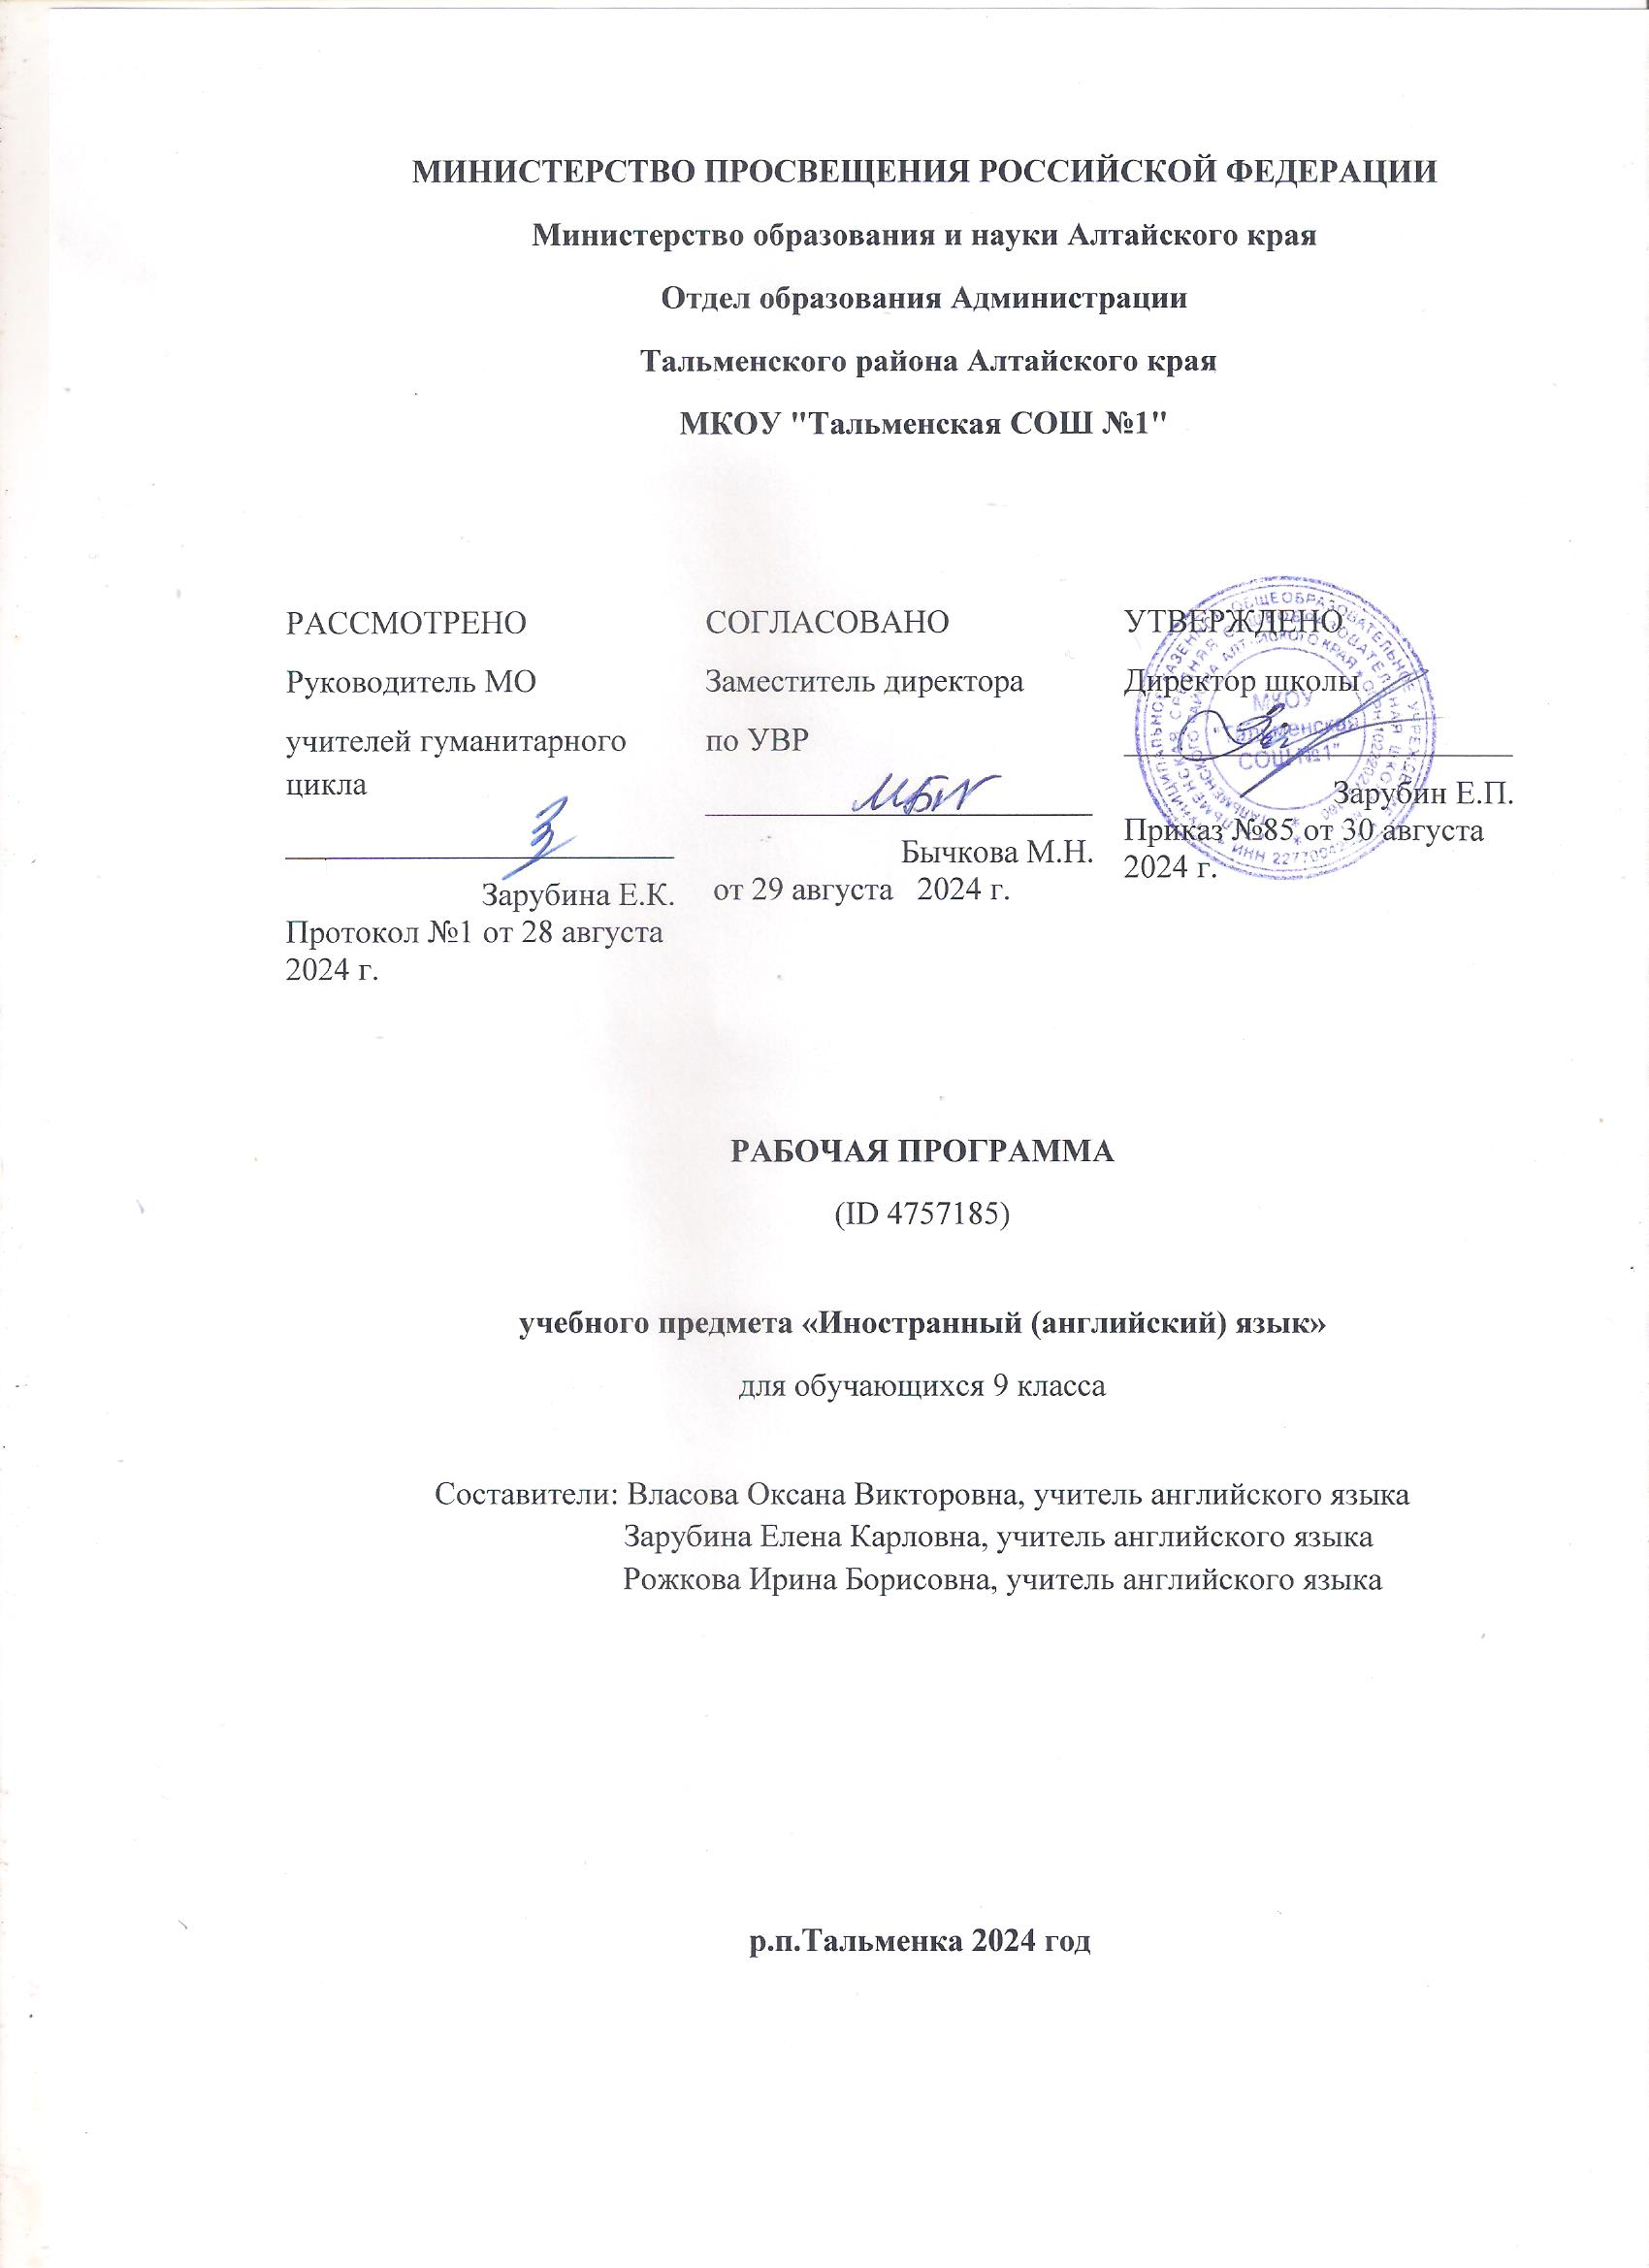 МИНИСТЕРСТВО ПРОСВЕЩЕНИЯ РОССИЙСКОЙ ФЕДЕРАЦИИ
Министерство образования и науки Алтайского края
Отдел образования Администрации
Тальменского района Алтайского края
МКОУ "Тальменская СОШ №1"
РАССМОТРЕНО
Руководитель МО
учителей гуманитарного
цикла
Зарубина Е.К.
Протокол №1 от 28 августа
2024 г.
СОГЛАСОВАНО
Заместитель директора
по УВР
Бычкова М.Н.
от 29 августа 2024 г.
УТВЕРЖДЕНО
Директор школы
Зарубин Е.П.
Приказ №85 от 30 августа
2024 г.
МКОУ
"Тальменская
СОШ №1"
РАБОЧАЯ ПРОГРАММА
(ID 4757185)
учебного предмета «Иностранный (английский) язык»
для обучающихся 9 класса
Составители: Власова Оксана Викторовна, учитель английского языка
Зарубина Елена Карловна, учитель английского языка
Рожкова Ирина Борисовна, учитель английского языка
р.п.Тальменка 2024 год